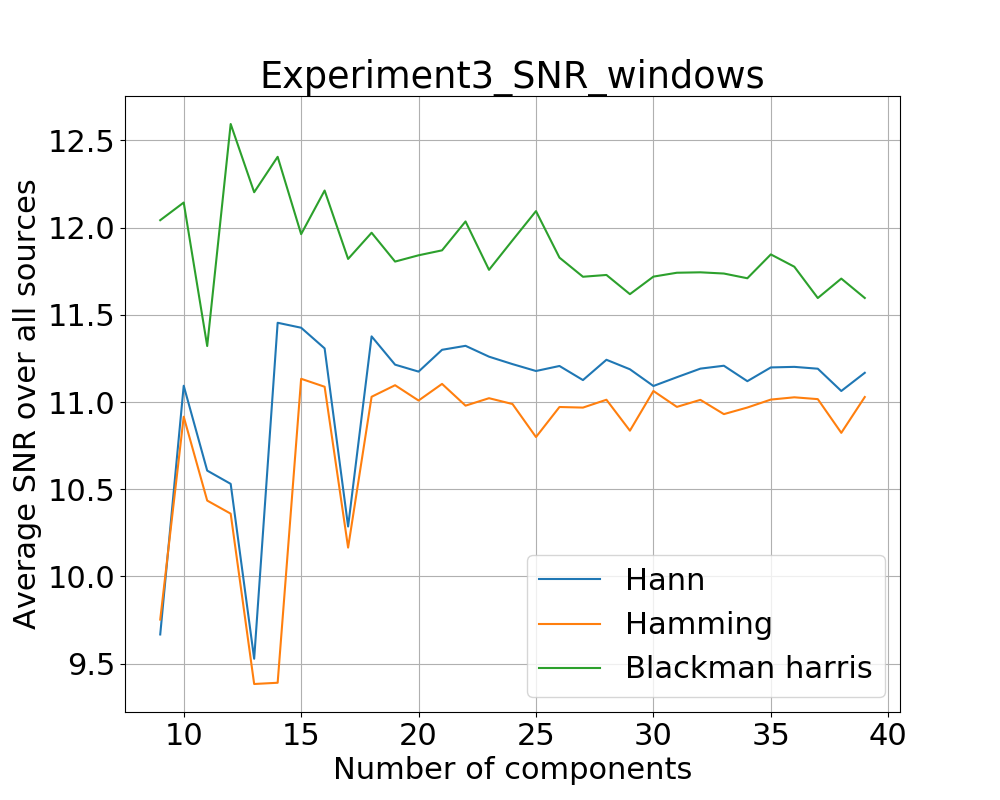 Experiment3_SNR_windows
Average SNR over all sources
12.5
12.0
11.5
11.0
10.5
10.0
9.5
Hann
Hamming
Blackman harris
10 15 20 25 30 35 40
Number of components